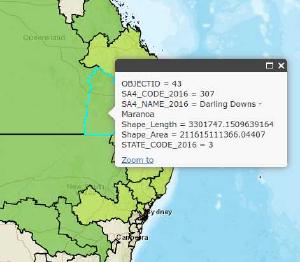 Queensland
OBJECTID = 43
SA4_CODE_2016 = 307
SA4_NAME_2016 = Darling Downs -
Maranoa
Shape_Length = 3301747.1509639164
Shape_Area = 211615111366.04407
STATE_CODE_2016 = 3
Zoom to
New South Wales
Sydney
Canberra